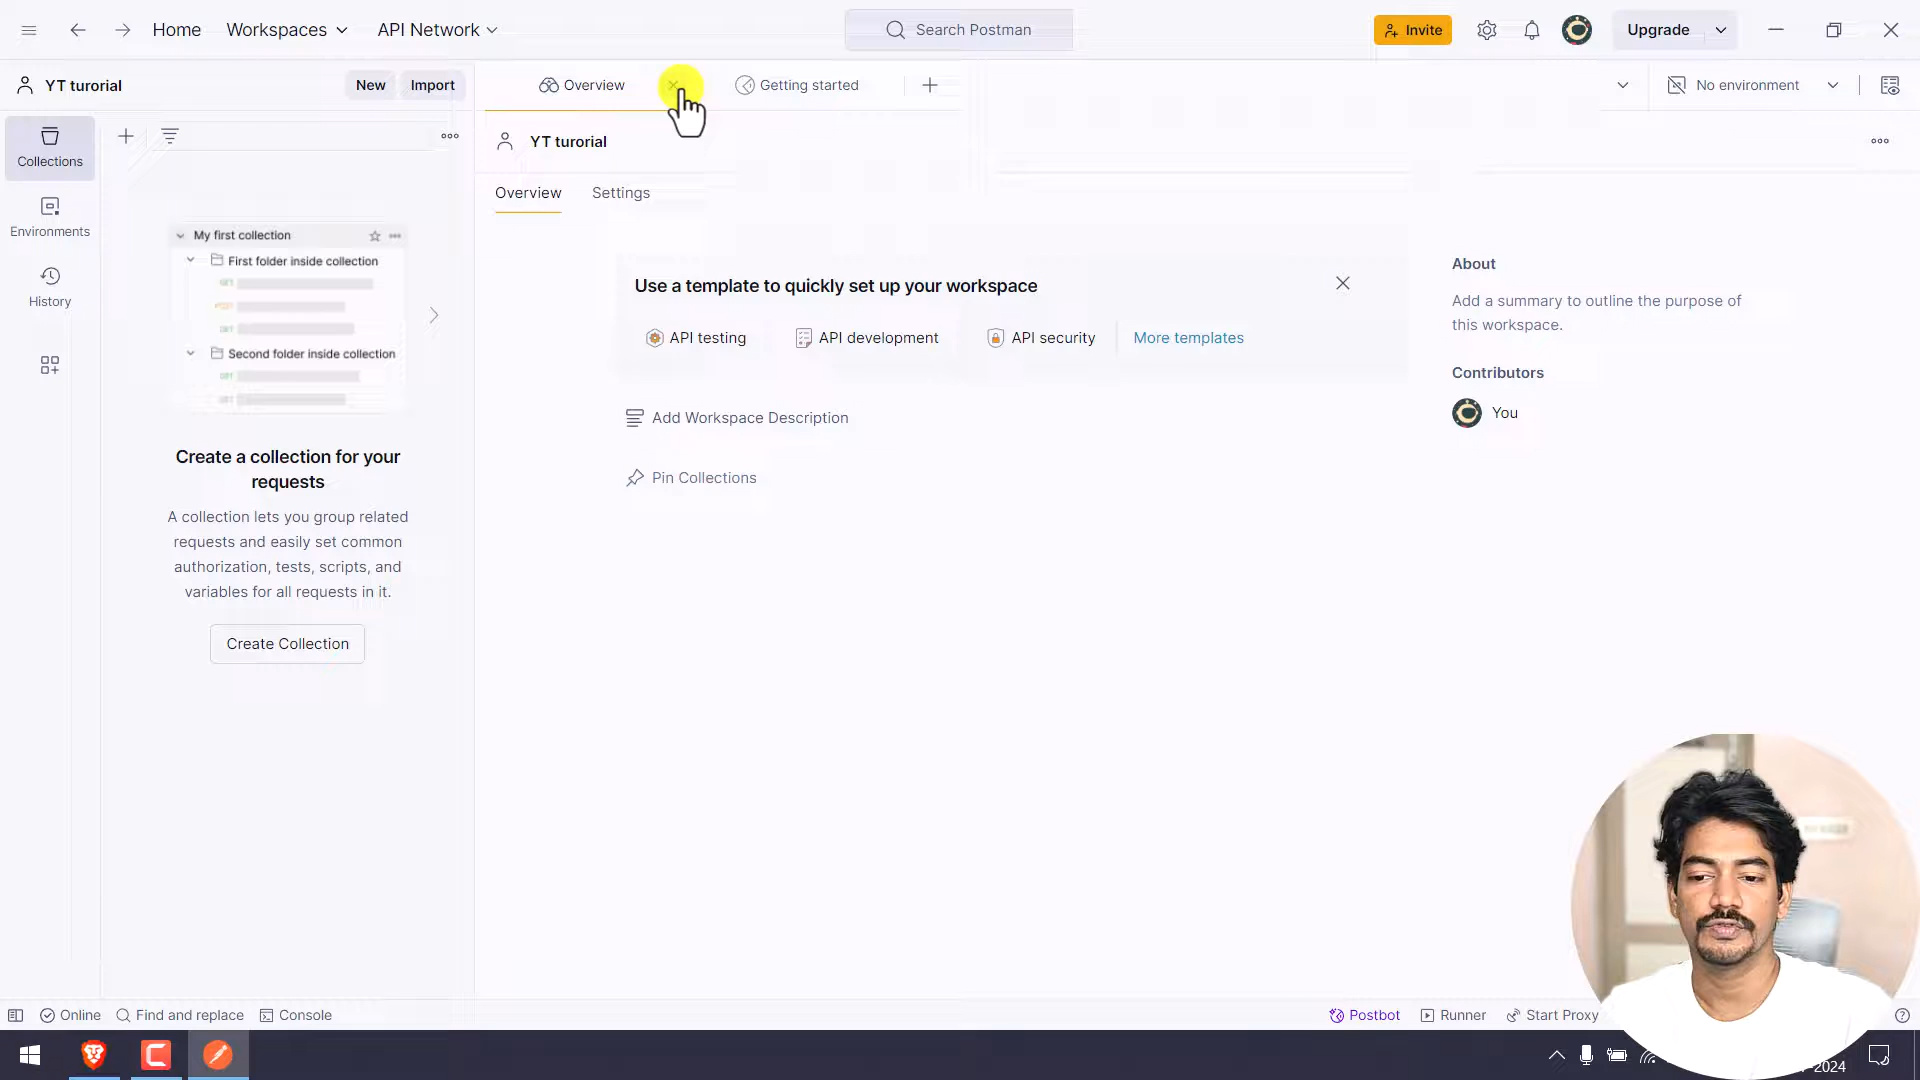 Home Workspaces API Network Search Postman Invite Upgrade
YT turorial New Import Overview Getting started No environment
YT turorial
Overview Settings
Collections
Environments
History
My first collection
First folder inside collection
GET
POST
GET
Second folder inside collection
GET
GET
Create a collection for your
requests
A collection lets you group related
requests and easily set common
authorization, tests, scripts, and
variables for all requests in it.
Create Collection
Use a template to quickly set up your workspace
API testing API development API security More templates
Add Workspace Description
Pin Collections
About
Add a summary to outline the purpose of
this workspace.
Contributors
You
Online Find and replace Console Postbot Runner Start Proxy
2024